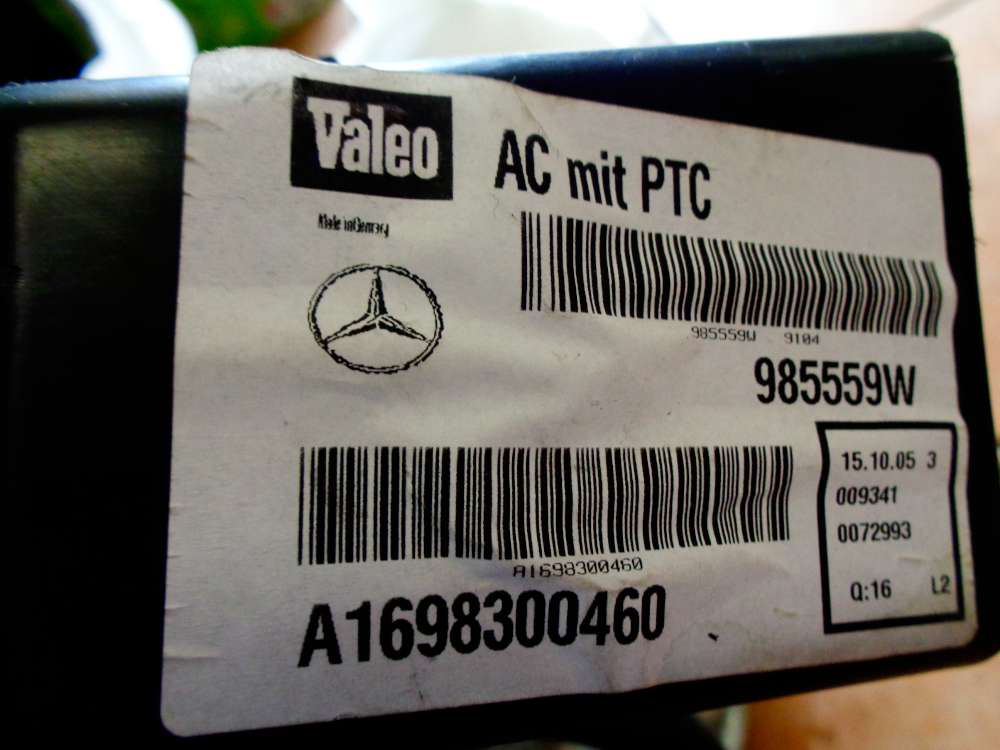 Valeo
AC mit PTC
Made in Germany
985559W 9104
985559W
15.10.05 3
009341
0072993
Q:16 L2
A1698300460
A1698300460